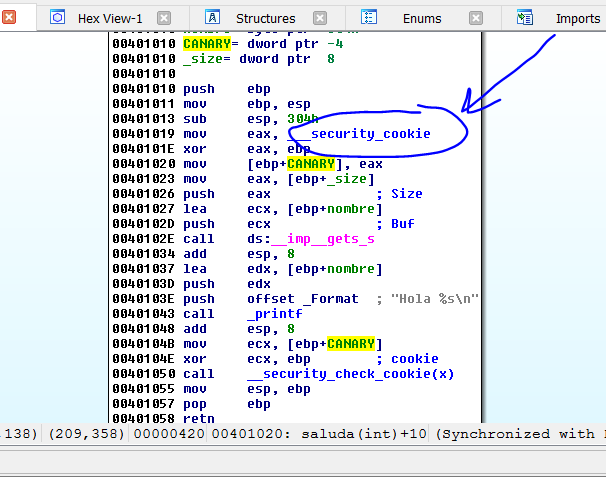 Hex View-1 Structures Enums Imports
00401010 CANARY= dword ptr -4
00401010 _size= dword ptr 8
00401010
00401010 push ebp
00401011 mov ebp, esp
00401013 sub esp, 304h
00401019 mov eax, ___security_cookie
0040101E xor eax, ebp
00401020 mov [ebp+CANARY], eax
00401023 mov eax, [ebp+_size]
00401026 push eax ; Size
00401027 lea ecx, [ebp+nombre]
0040102D push ecx ; Buf
0040102E call ds:__imp__gets_s
00401034 add esp, 8
00401037 lea edx, [ebp+nombre]
0040103D push edx
0040103E push offset _Format ; "Hola %s\n"
00401043 call _printf
00401048 add esp, 8
0040104B mov ecx, [ebp+CANARY]
0040104E xor ecx, ebp ; cookie
00401050 call __security_check_cookie(x)
00401055 mov esp, ebp
00401057 pop ebp
00401058 retn
,138) (209,358) 00000420 00401020: saluda(int)+10 (Synchronized with